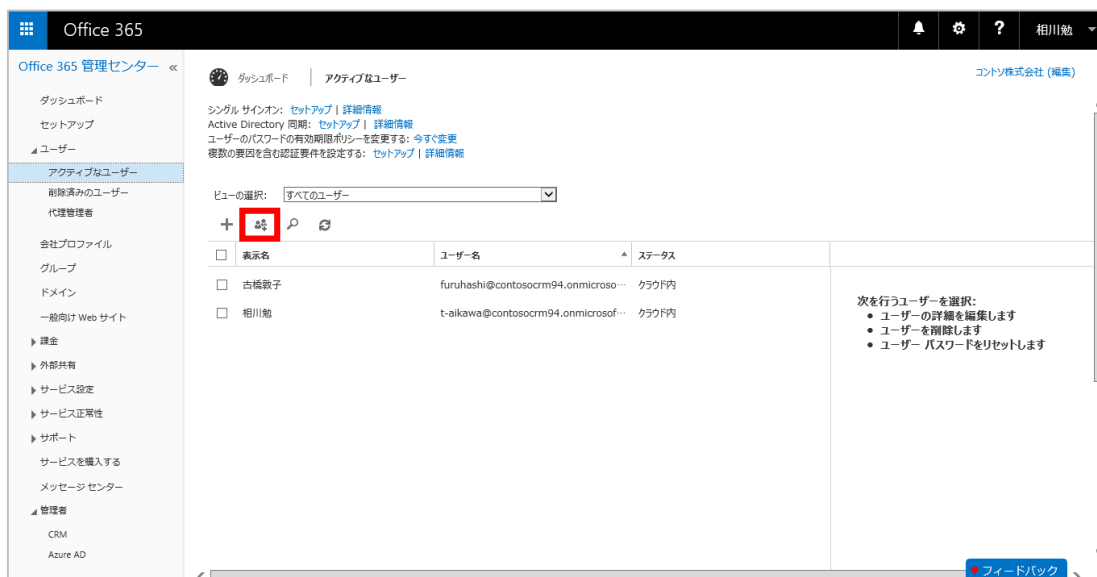 Office 365
?
相川勉
Office 365 管理センター «
ダッシュボード
セットアップ
ユーザー
アクティブなユーザー
削除済みのユーザー
代理管理者
会社プロファイル
グループ
ドメイン
一般向け Web サイト
課金
外部共有
サービス設定
サービス正常性
サポート
サービスを購入する
メッセージ センター
管理者
CRM
Azure AD
ダッシュボード | アクティブなユーザー
コントソ株式会社 (編集)
シングル サインオン: セットアップ | 詳細情報
Active Directory 同期: セットアップ | 詳細情報
ユーザーのパスワードの有効期限ポリシーを変更する: 今すぐ変更
複数の要因を含む認証要件を設定する: セットアップ | 詳細情報
ビューの選択: すべてのユーザー
表示名 ユーザー名 ステータス
古橋敦子 furuhashi@contosocrm94.onmicroso… クラウド内
相川勉 t-aikawa@contosocrm94.onmicrosof… クラウド内
次を行うユーザーを選択:
• ユーザーの詳細を編集します
• ユーザーを削除します
• ユーザー パスワードをリセットします
フィードバック